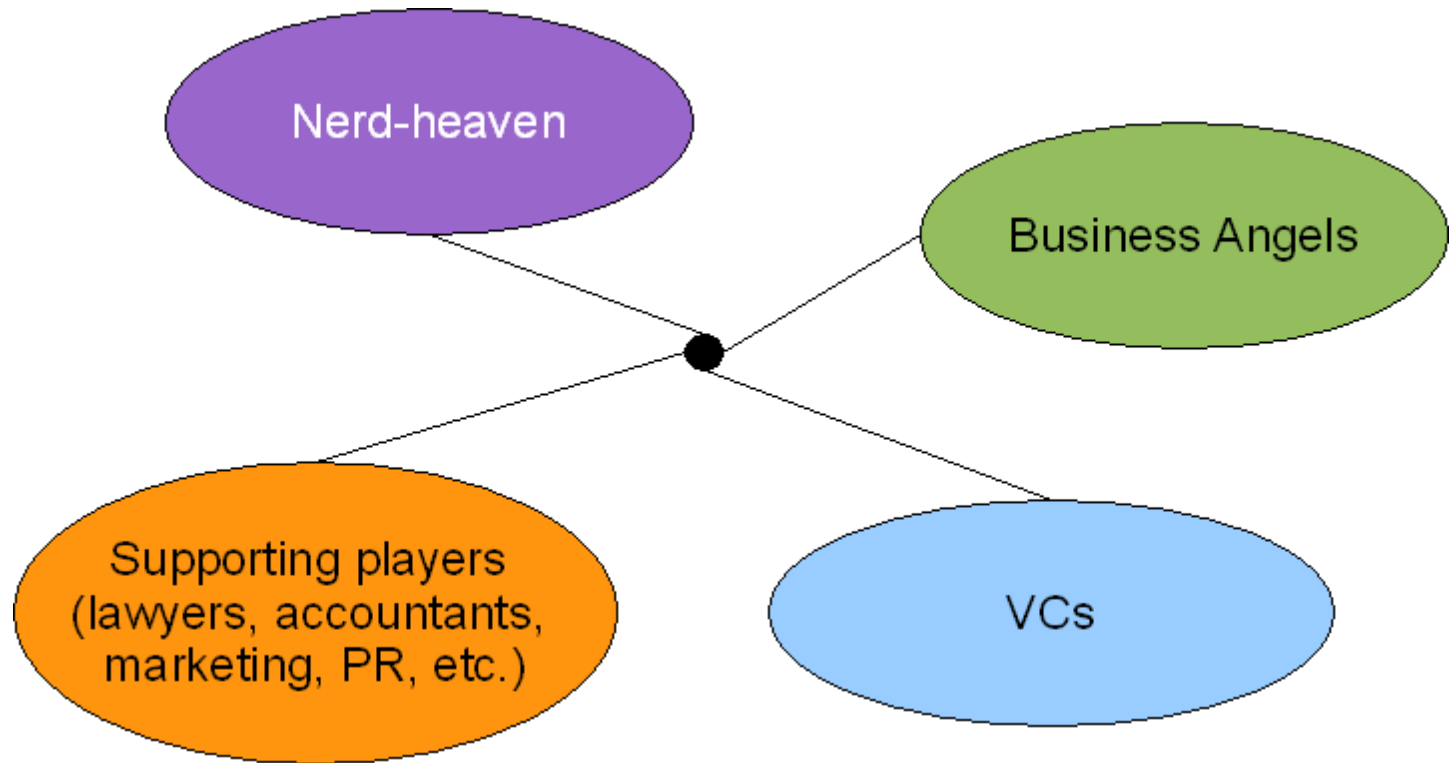 Nerd-heaven
Business Angels
Supporting players
(lawyers, accountants,
marketing, PR, etc.)
VCs